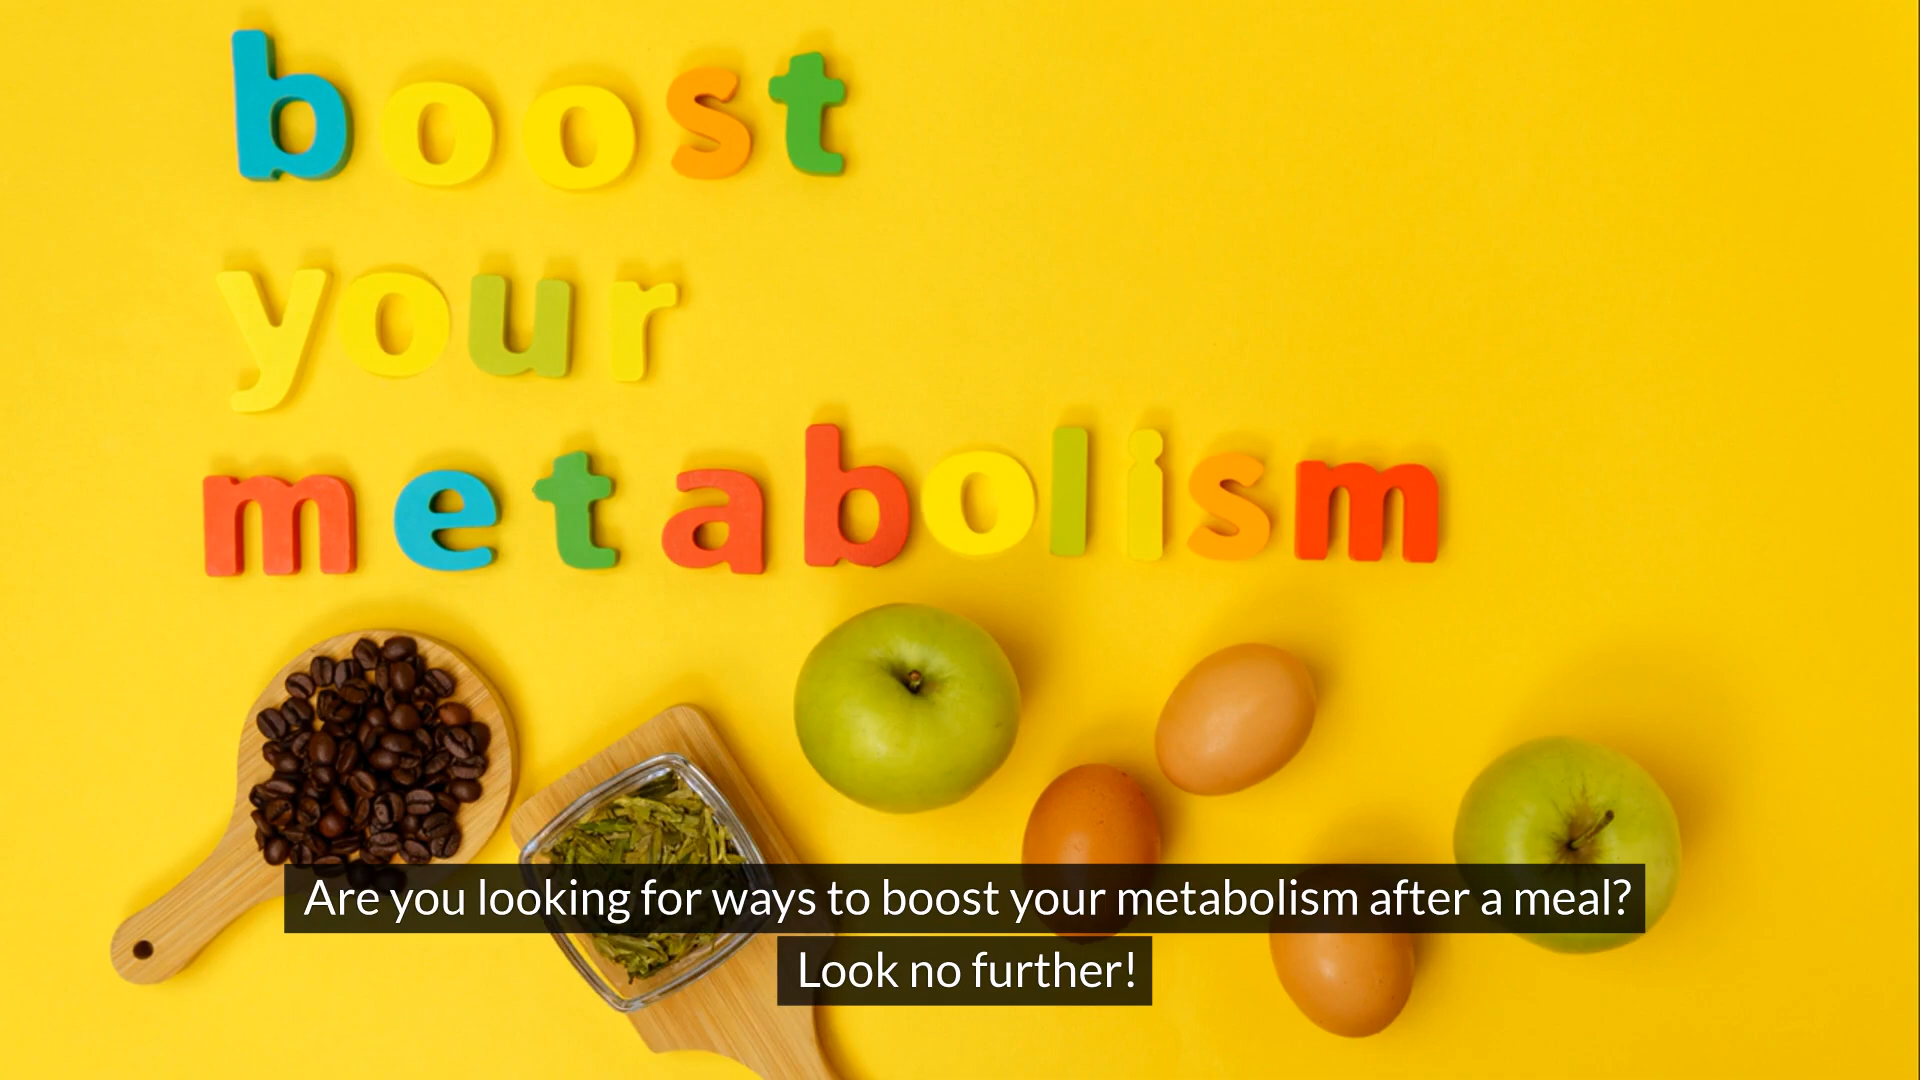 boost
your
metabolism
Are you looking for ways to boost your metabolism after a meal?
Look no further!